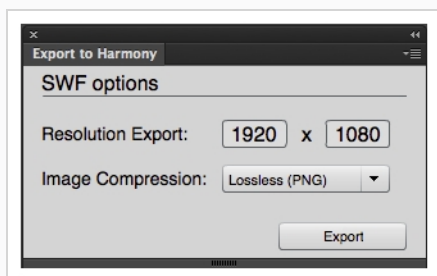 Export to Harmony
SWF options
Resolution Export: 1920 x 1080
Image Compression: Lossless (PNG)
Export